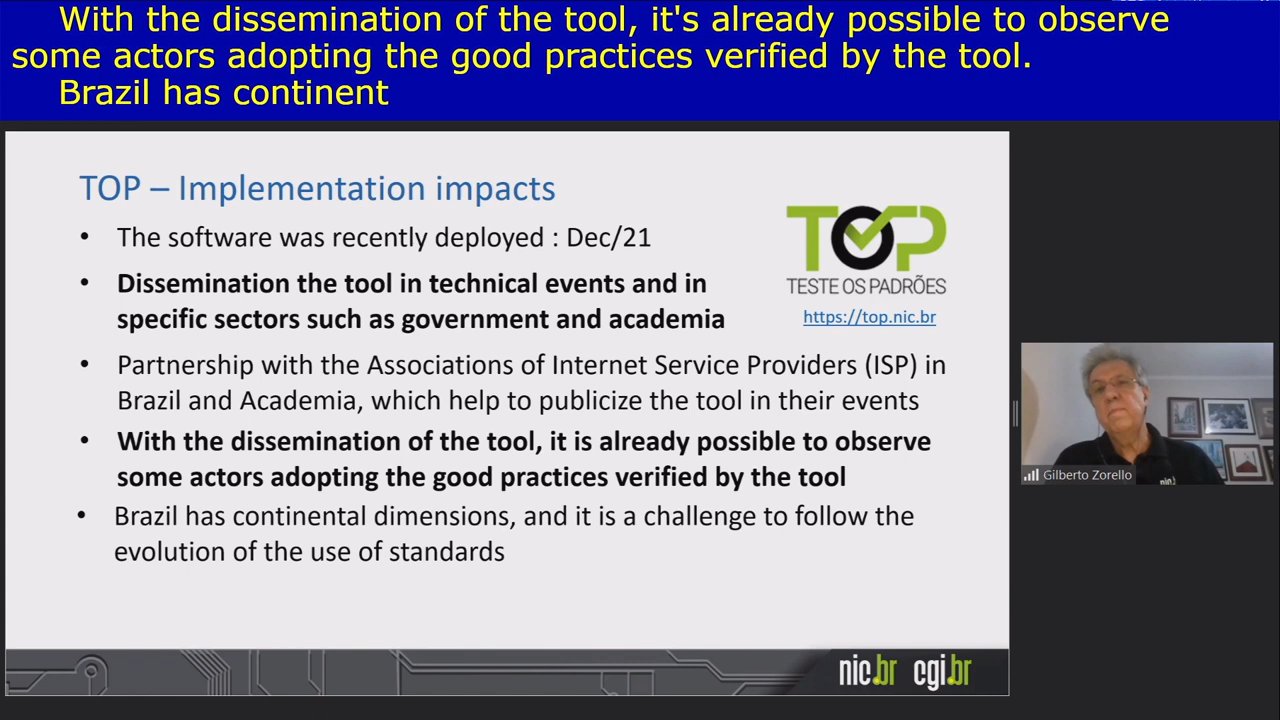 With the dissemination of the tool, it's already possible to observe
some actors adopting the good practices verified by the tool.
Brazil has continent
TOP – Implementation impacts
• The software was recently deployed : Dec/21
• Dissemination the tool in technical events and in
specific sectors such as government and academia
• Partnership with the Associations of Internet Service Providers (ISP) in
Brazil and Academia, which help to publicize the tool in their events
• With the dissemination of the tool, it is already possible to observe
some actors adopting the good practices verified by the tool
• Brazil has continental dimensions, and it is a challenge to follow the
evolution of the use of standards
TOP
TESTE OS PADRÕES
https://top.nic.br
Gilberto Zorello
nic.br cgi.br